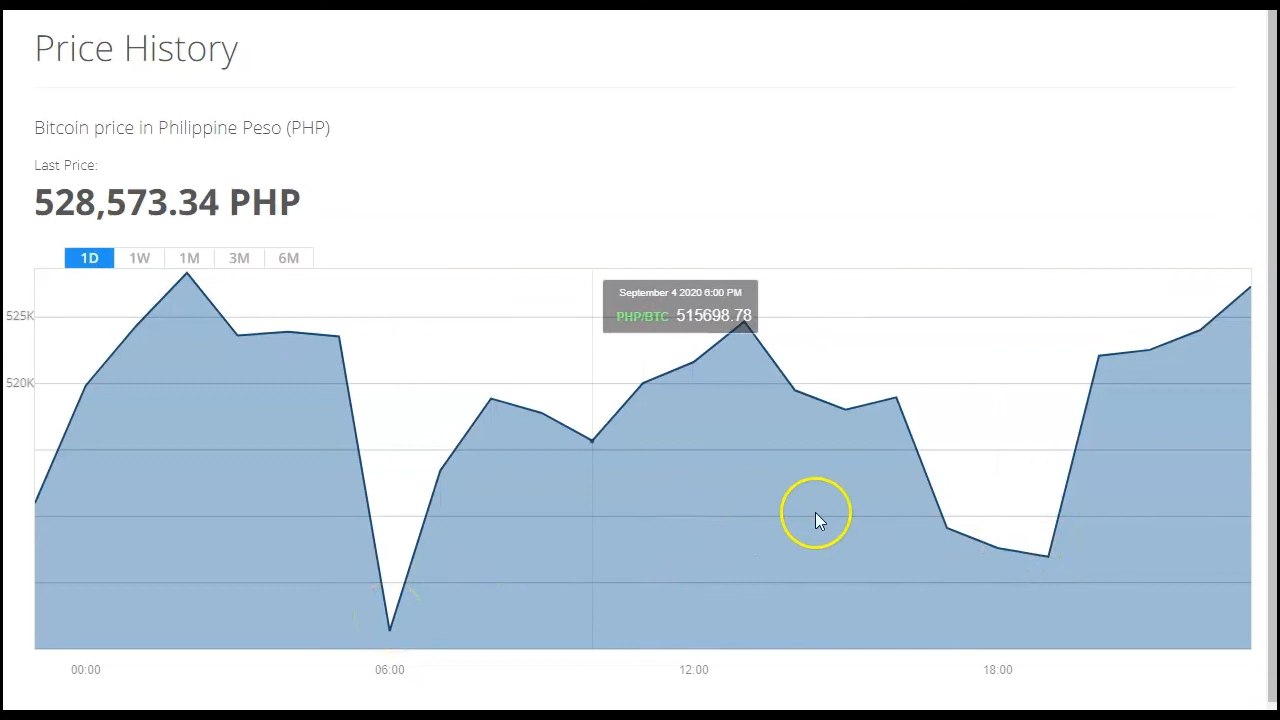 Price History
Bitcoin price in Philippine Peso (PHP)
Last Price:
528,573.34 PHP
1D 1W 1M 3M 6M
September 4 2020 6:00 PM
PHP/BTC 515698.78
525K
520K
00:00 06:00 12:00 18:00